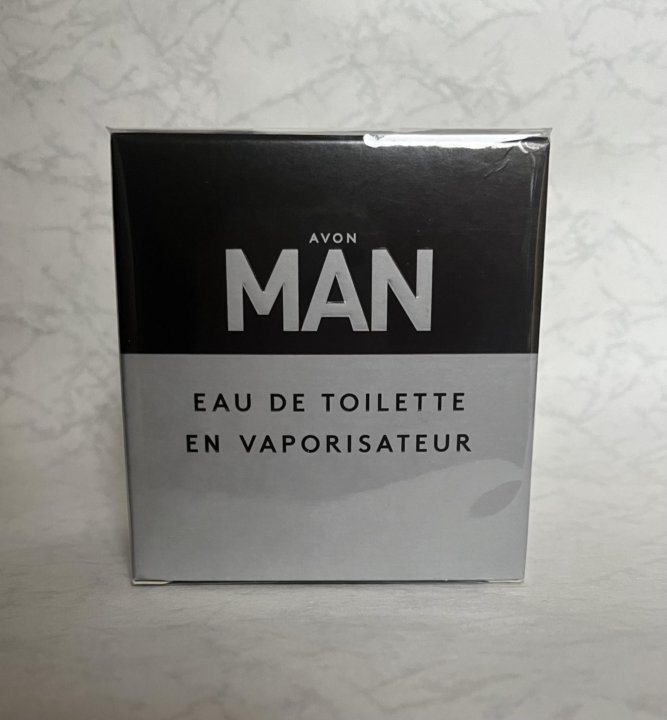 AVON
MAN
EAU DE TOILETTE
EN VAPORISATEUR